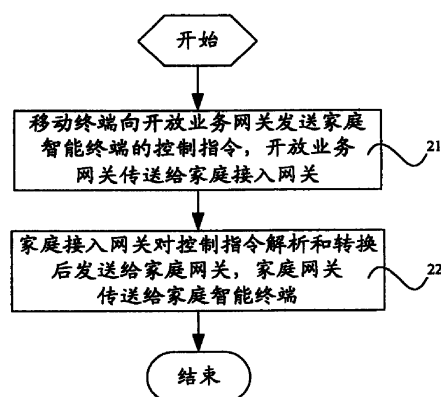 开始
移动终端向开放业务网关发送家庭
智能终端的控制指令，开放业务
网关传送给家庭接入网关
21
家庭接入网关对控制指令解析和转换
后发送给家庭网关，家庭网关
传送给家庭智能终端
22
结束